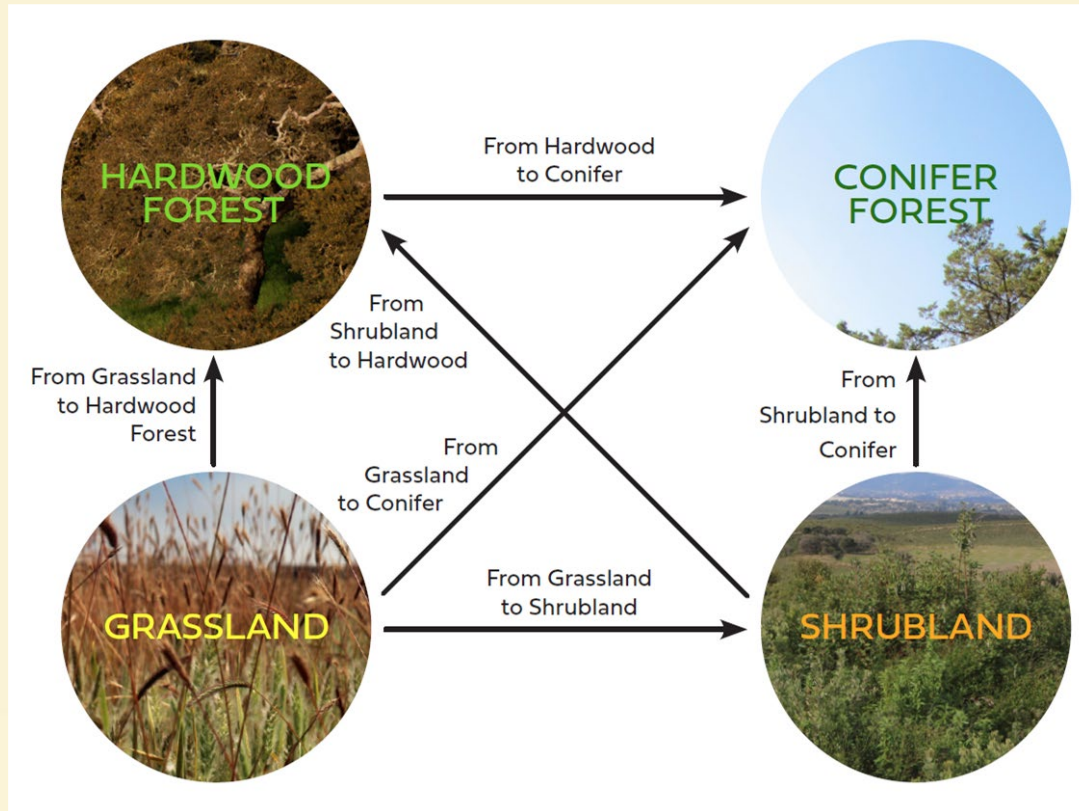 HARDWOOD
FOREST
From Hardwood
to Conifer
CONIFER
FOREST
From
Shrubland
to Hardwood
From Grassland
to Hardwood
Forest
From
Shrubland to
Conifer
From
Grassland
to Conifer
From Grassland
to Shrubland
GRASSLAND
SHRUBLAND